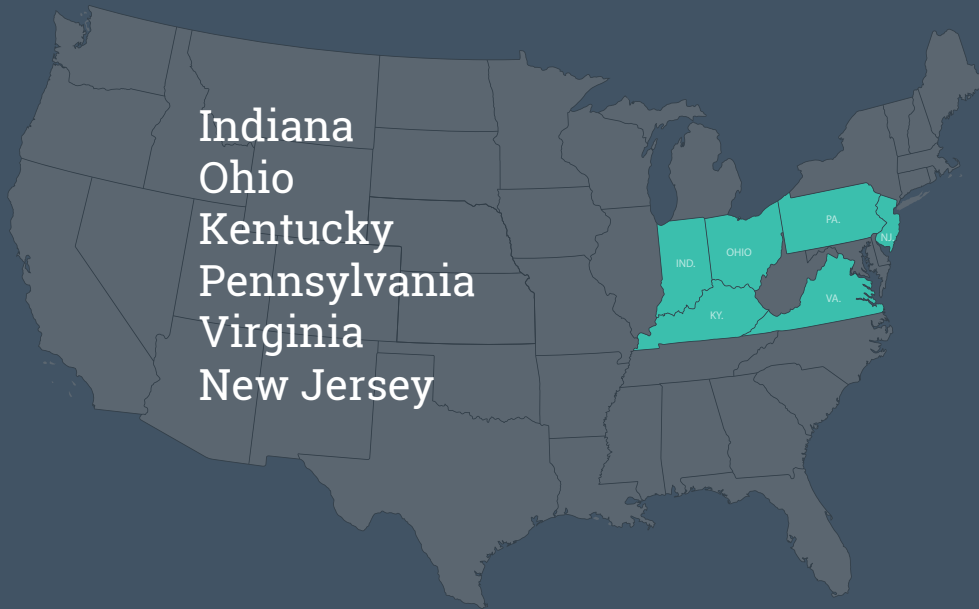 Indiana
Ohio
Kentucky
Pennsylvania
Virginia
New Jersey
PA.
NJ.
OHIO
IND.
VA.
KY.